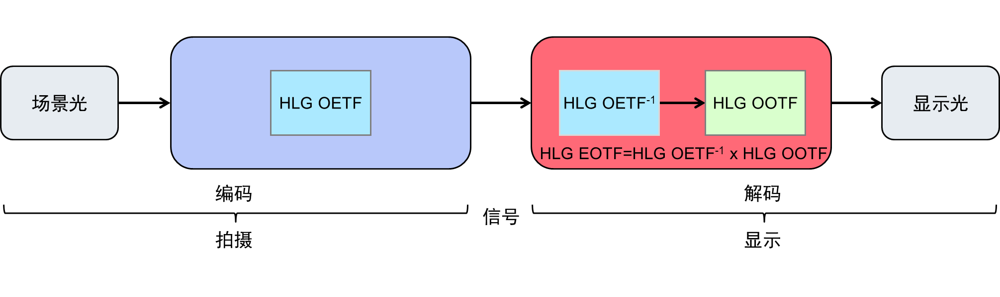 场景光
HLG OETF
HLG OETF⁻¹
HLG OOTF
显示光
HLG EOTF=HLG OETF⁻¹ x HLG OOTF
编码
解码
信号
拍摄
显示